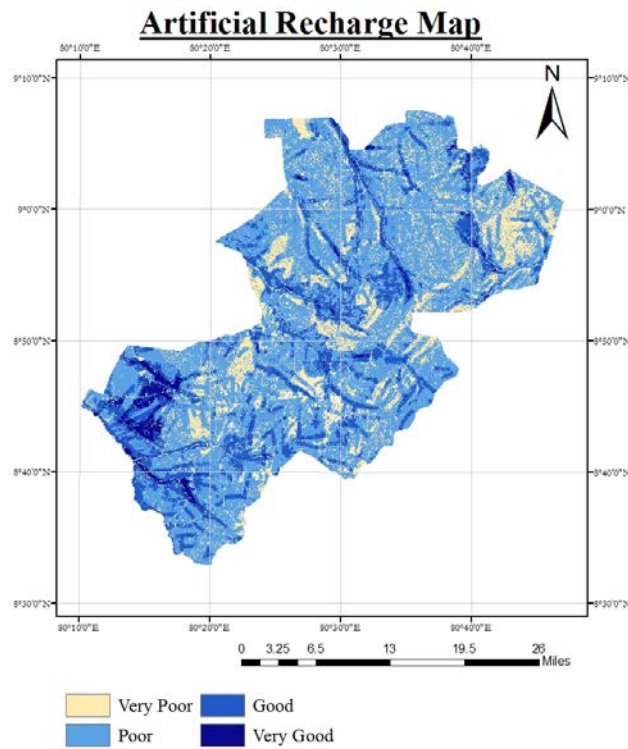 Artificial Recharge Map
80°10'0"E 80°20'0"E 80°30'0"E 80°40'0"E
9°10'0"N 9°10'0"N
N
9°0'0"N 9°0'0"N
8°50'0"N 8°50'0"N
8°40'0"N 8°40'0"N
8°30'0"N 8°30'0"N
80°10'0"E 80°20'0"E 80°30'0"E 80°40'0"E
0 3.25 6.5 13 19.5 26
Miles
Very Poor Good
Poor Very Good